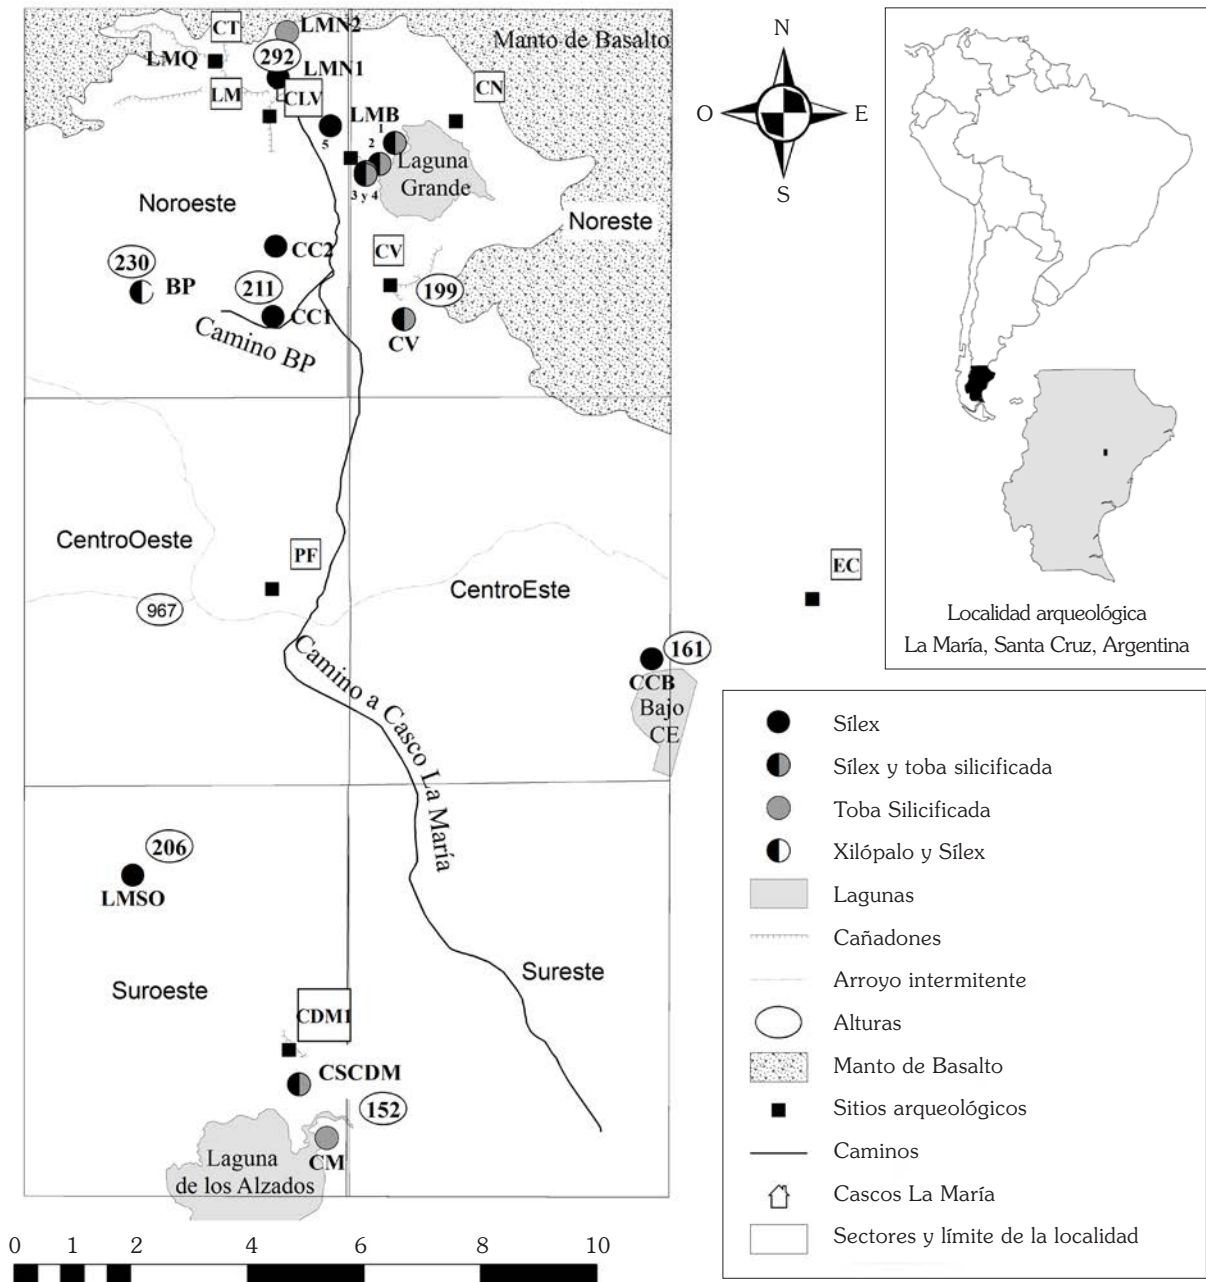 CT
LMN2
Manto de Basalto
LMQ
292
LMN1
LM
CLV
CN
LMB
1
2
5
3 y 4
Laguna
Grande
Noroeste
Noreste
CC2
CV
230
BP
211
CC1
199
CV
Camino BP
CentroOeste
PF
CentroEste
967
EC
161
CCB
Bajo
CE
Camino a Casco La María
206
LMSO
Suroeste
Sureste
CDM1
CSCDM
152
CM
Laguna
de los Alzados
0 1 2 4 6 8 10
N
O
E
S
Localidad arqueológica
La María, Santa Cruz, Argentina
Sílex
Sílex y toba silicificada
Toba Silicificada
Xilópalo y Sílex
Lagunas
Cañadones
Arroyo intermitente
Alturas
Manto de Basalto
Sitios arqueológicos
Caminos
Cascos La María
Sectores y límite de la localidad